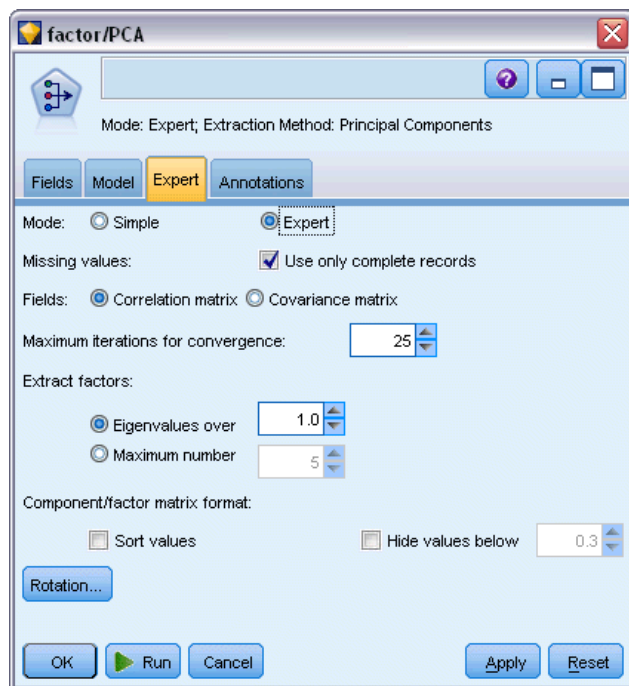 factor/PCA
Mode: Expert; Extraction Method: Principal Components
Fields Model Expert Annotations
Mode: Simple Expert
Missing values: Use only complete records
Fields: Correlation matrix Covariance matrix
Maximum iterations for convergence: 25
Extract factors:
Eigenvalues over 1.0
Maximum number 5
Component/factor matrix format:
Sort values Hide values below 0.3
Rotation...
OK Run Cancel Apply Reset